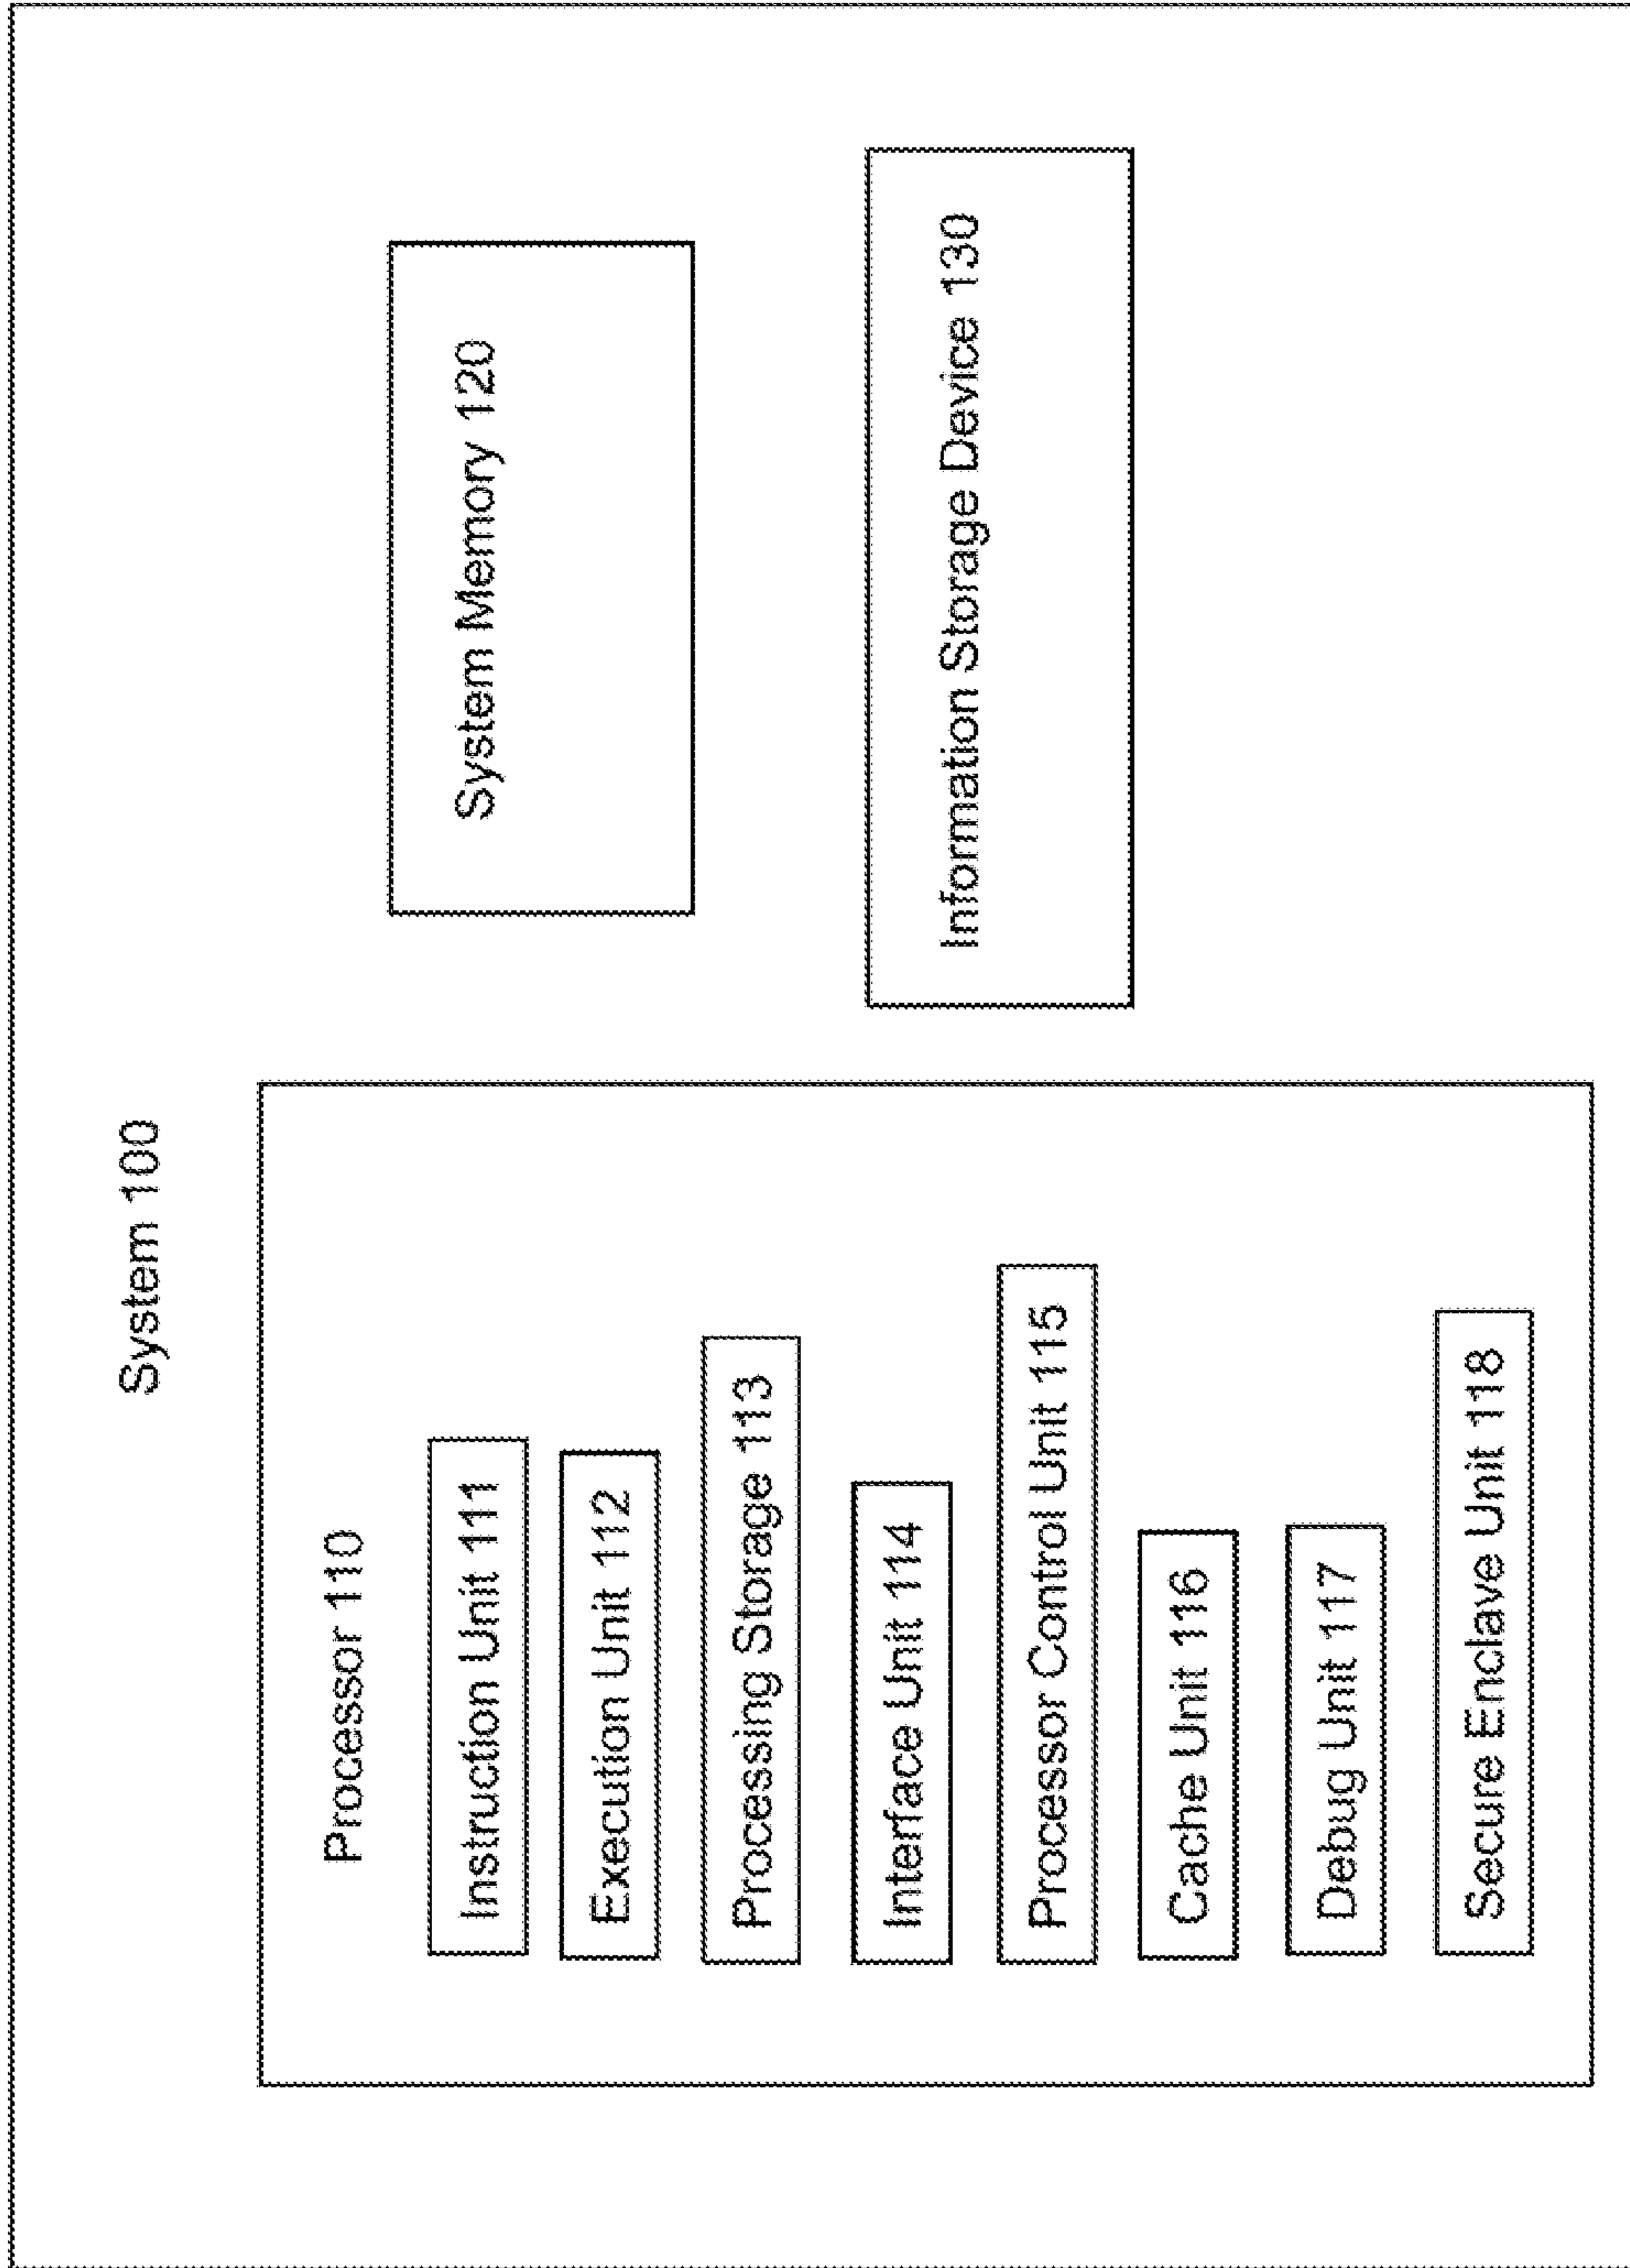 System 100
Processor 110
Instruction Unit 111
Execution Unit 112
Processing Storage 113
Interface Unit 114
Processor Control Unit 115
Cache Unit 116
Debug Unit 117
Secure Enclave Unit 118
System Memory 120
Information Storage Device 130